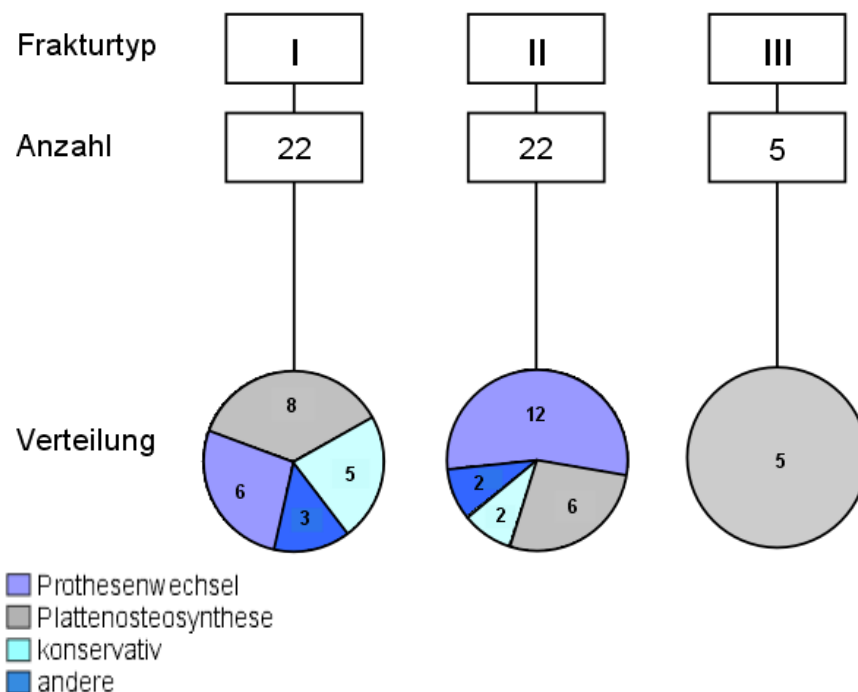 Frakturtyp I II III
Anzahl 22 22 5
Verteilung
8
5
3
6
12
6
2
2
5
Prothesenwechsel
Plattenosteosynthese
konservativ
andere